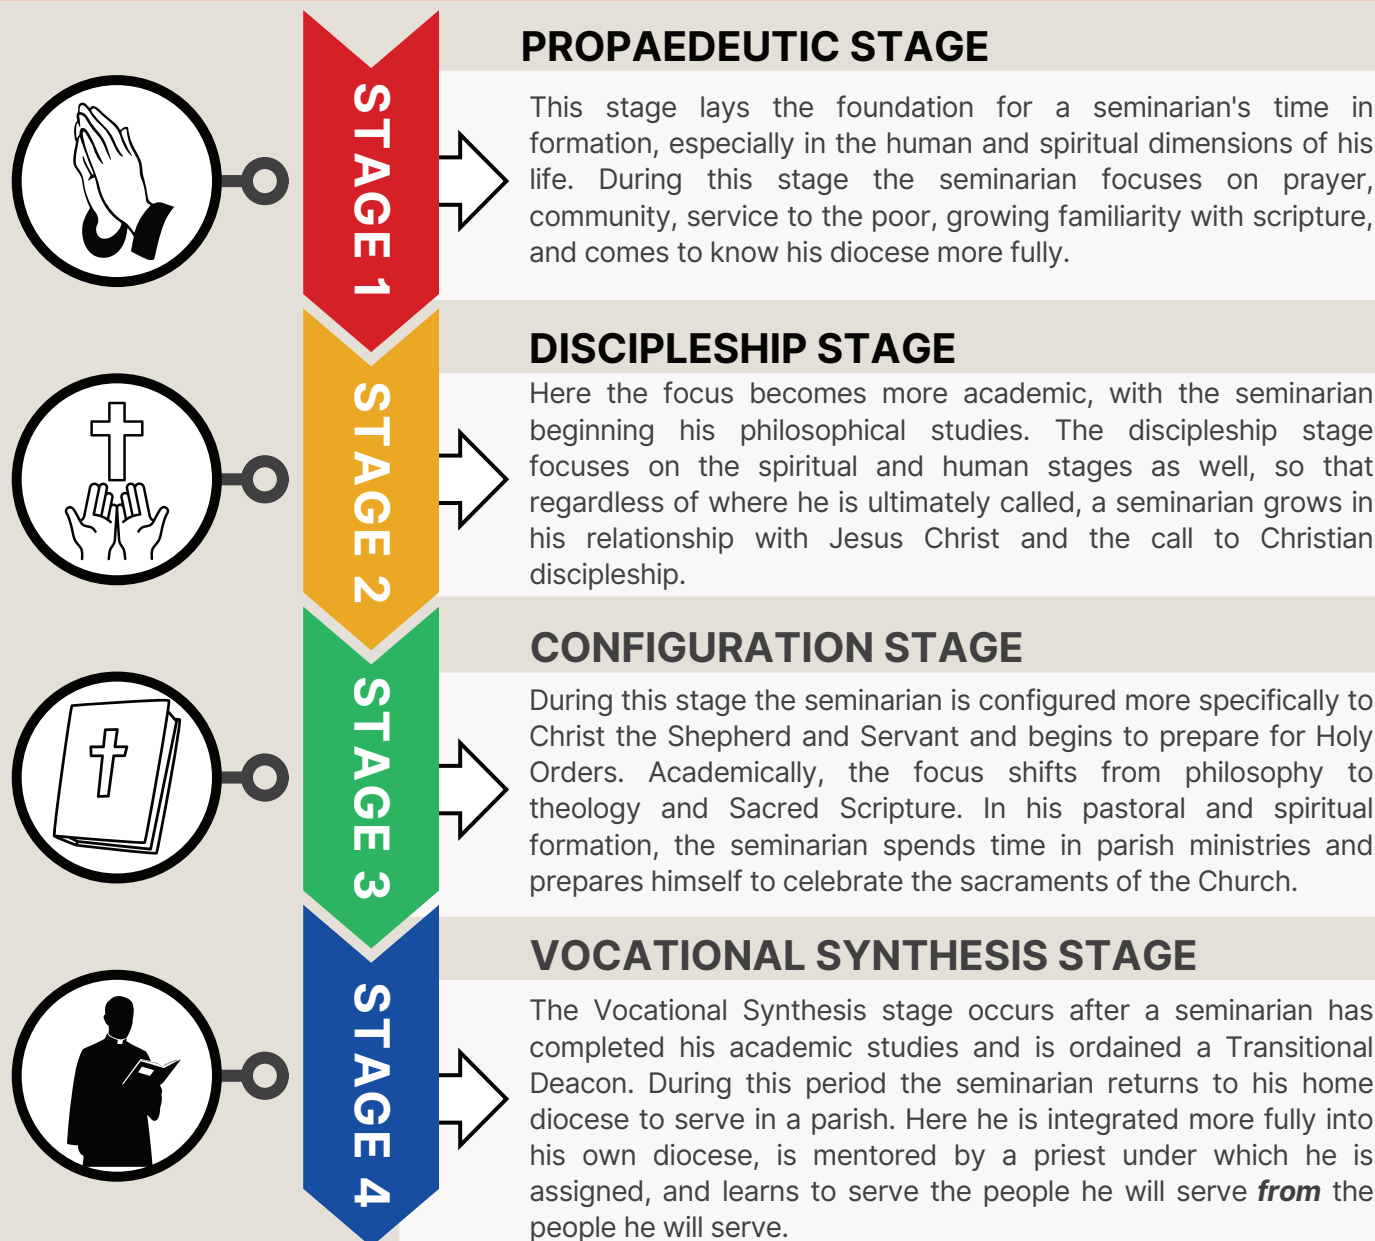 PROPAEDEUTIC STAGE
STAGE 1
This stage lays the foundation for a seminarian's time in
formation, especially in the human and spiritual dimensions of his
life. During this stage the seminarian focuses on prayer,
community, service to the poor, growing familiarity with scripture,
and comes to know his diocese more fully.
DISCIPLESHIP STAGE
STAGE 2
Here the focus becomes more academic, with the seminarian
beginning his philosophical studies. The discipleship stage
focuses on the spiritual and human stages as well, so that
regardless of where he is ultimately called, a seminarian grows in
his relationship with Jesus Christ and the call to Christian
discipleship.
CONFIGURATION STAGE
STAGE 3
During this stage the seminarian is configured more specifically to
Christ the Shepherd and Servant and begins to prepare for Holy
Orders. Academically, the focus shifts from philosophy to
theology and Sacred Scripture. In his pastoral and spiritual
formation, the seminarian spends time in parish ministries and
prepares himself to celebrate the sacraments of the Church.
VOCATIONAL SYNTHESIS STAGE
STAGE 4
The Vocational Synthesis stage occurs after a seminarian has
completed his academic studies and is ordained a Transitional
Deacon. During this period the seminarian returns to his home
diocese to serve in a parish. Here he is integrated more fully into
his own diocese, is mentored by a priest under which he is
assigned, and learns to serve the people he will serve from the
people he will serve.